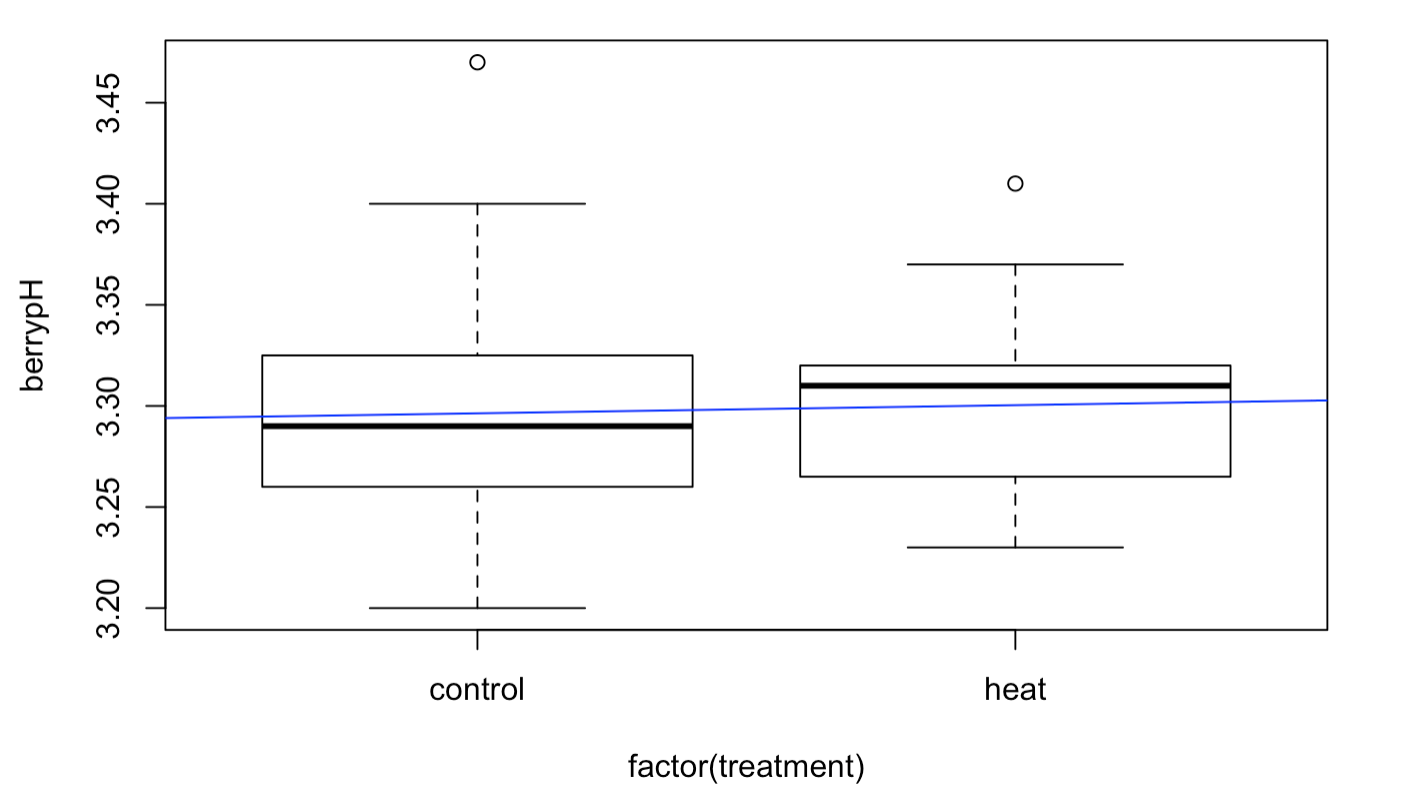 berrypH
3.45
3.40
3.35
3.30
3.25
3.20
control heat
factor(treatment)